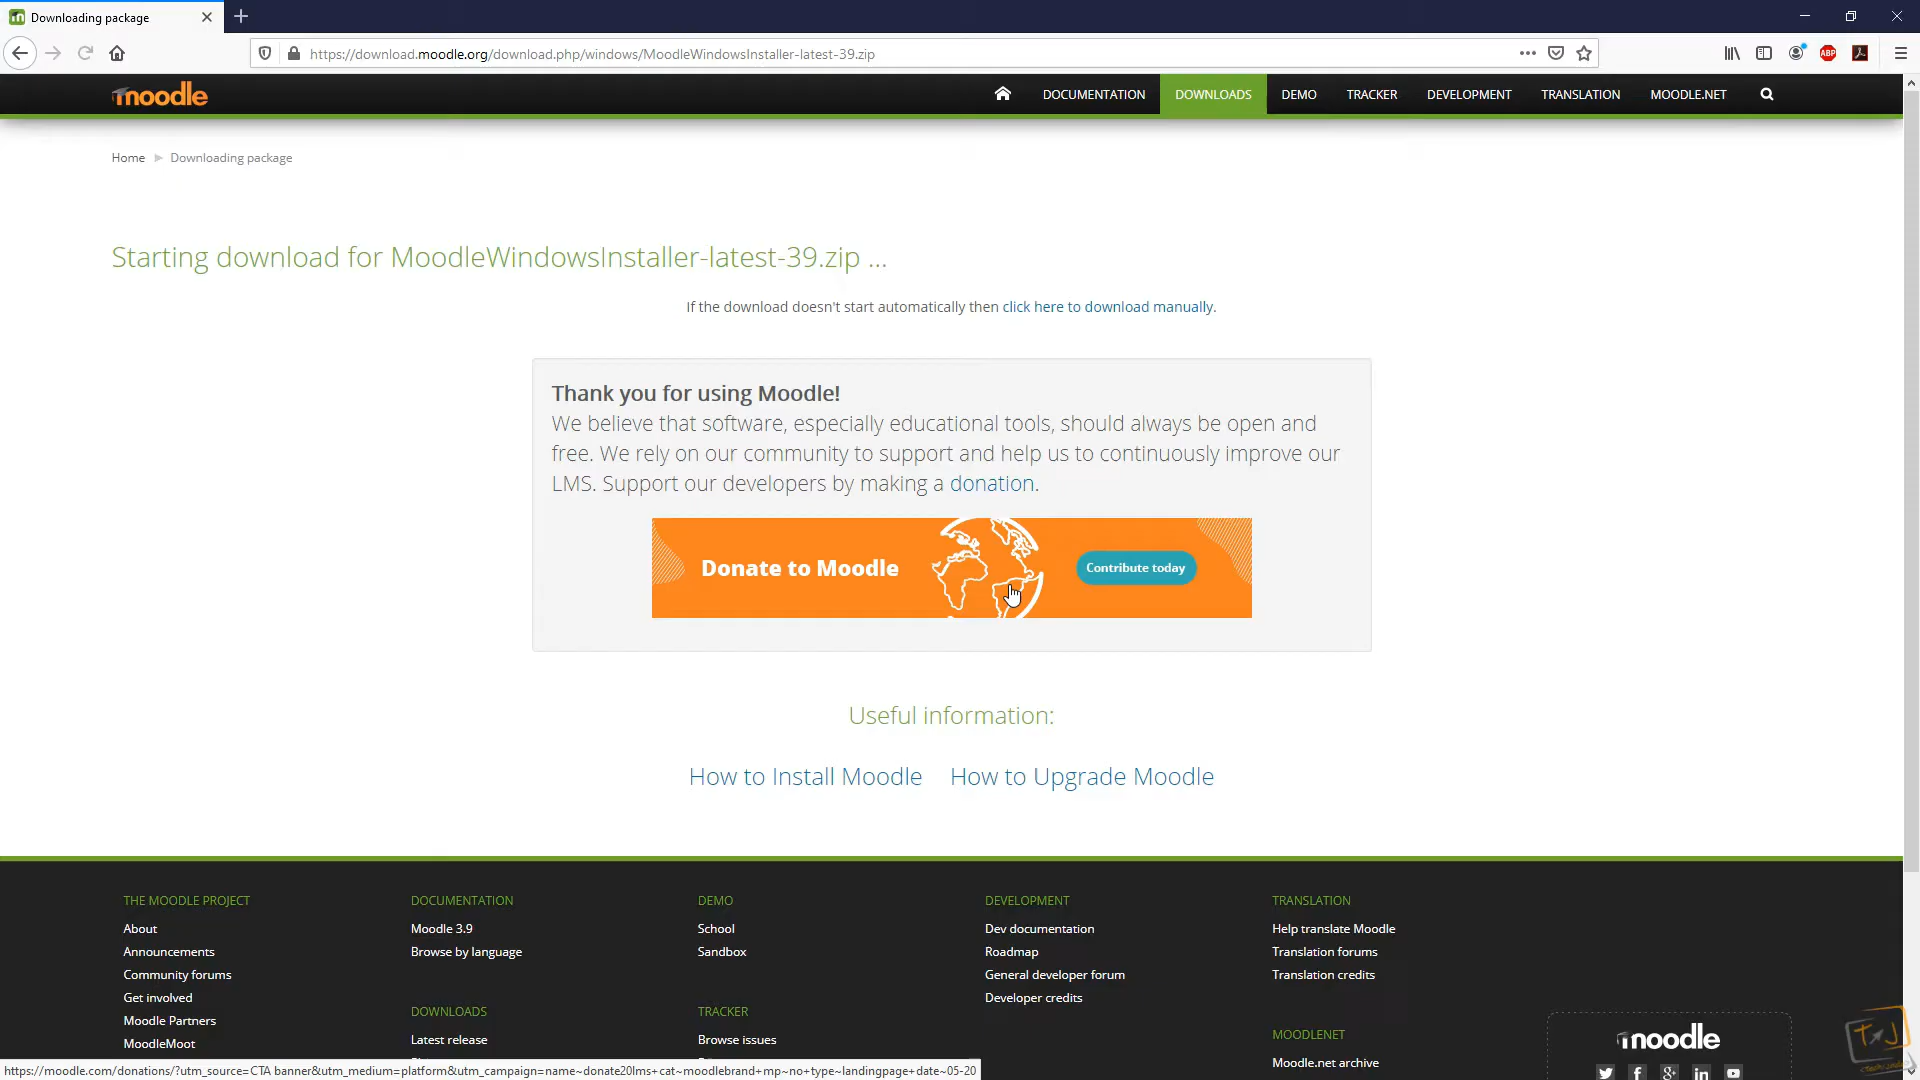 Downloading package
https://download.moodle.org/download.php/windows/MoodleWindowsInstaller-latest-39.zip
ABP
moodle
DOCUMENTATION
DOWNLOADS
DEMO
TRACKER
DEVELOPMENT
TRANSLATION
MOODLE.NET
Home
Downloading package
Starting download for MoodleWindowsInstaller-latest-39.zip ...
If the download doesn't start automatically then click here to download manually.
Thank you for using Moodle!
We believe that software, especially educational tools, should always be open and
free. We rely on our community to support and help us to continuously improve our
LMS. Support our developers by making a donation.
Donate to Moodle
Contribute today
Useful information:
How to Install Moodle
How to Upgrade Moodle
THE MOODLE PROJECT
About
Announcements
Community forums
Get involved
Moodle Partners
MoodleMoot
DOCUMENTATION
Moodle 3.9
Browse by language
DOWNLOADS
Latest release
DEMO
School
Sandbox
TRACKER
Browse issues
DEVELOPMENT
Dev documentation
Roadmap
General developer forum
Developer credits
TRANSLATION
Help translate Moodle
Translation forums
Translation credits
MOODLENET
Moodle.net archive
moodle
https://moodle.com/donations/?utm_source=CTA banner&utm_medium=platform&utm_campaign=name~donate20lms+cat~moodlebrand+mp~no+type~landingpage+date~05-20